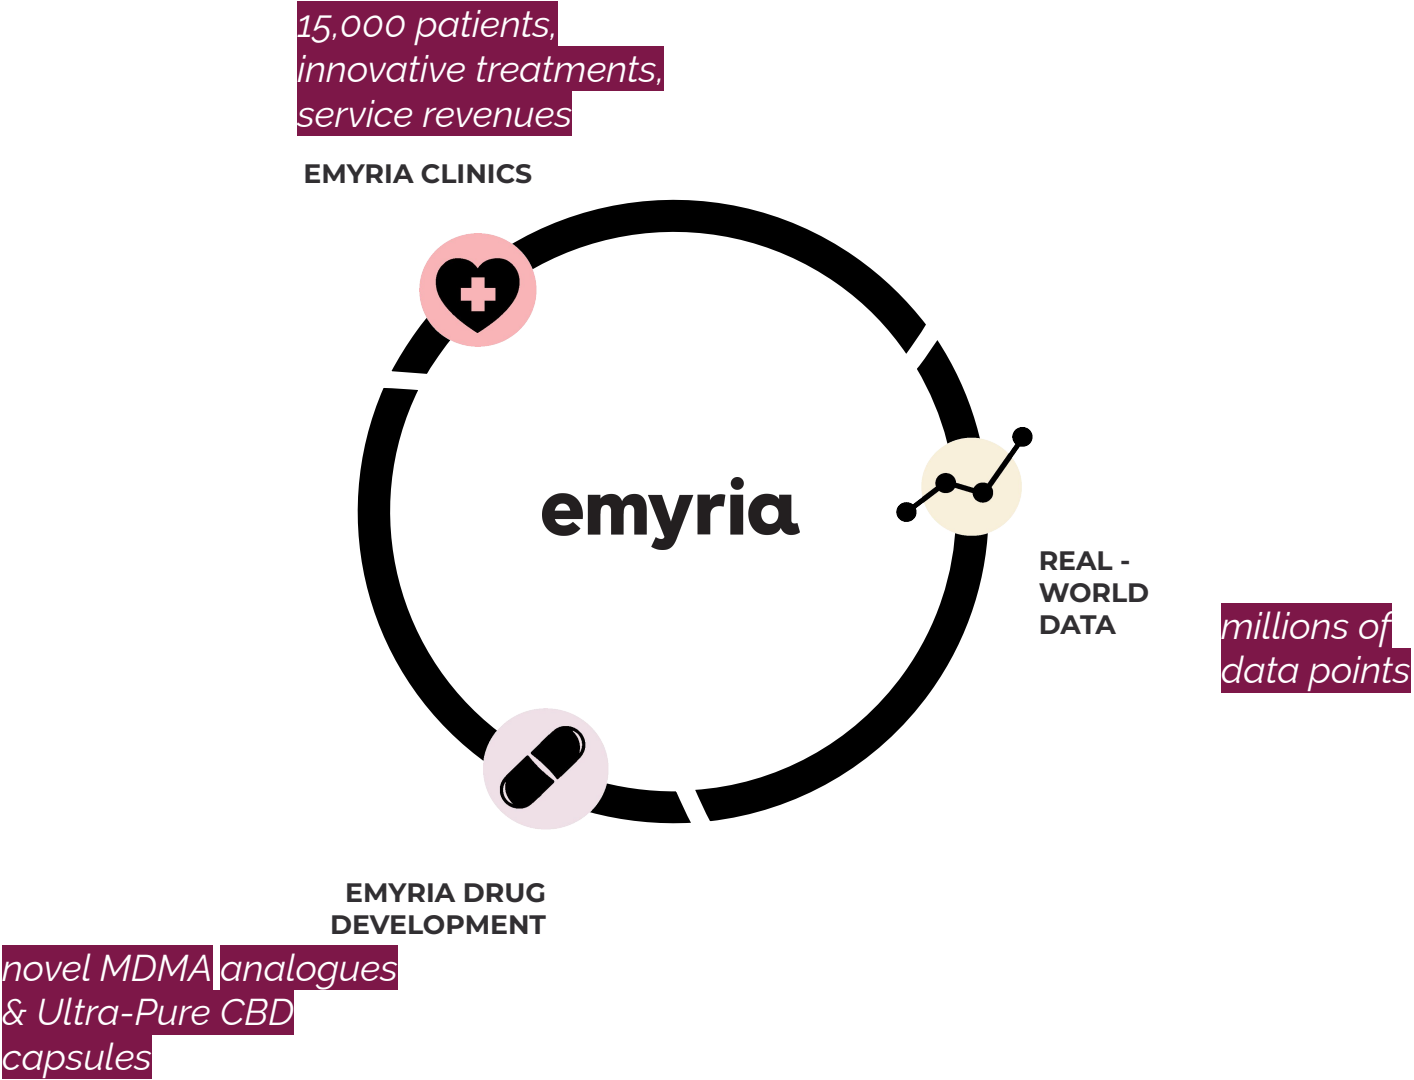 15,000 patients,
innovative treatments,
service revenues
EMYRIA CLINICS
emyria
REAL -
WORLD
DATA
millions of
data points
EMYRIA DRUG
DEVELOPMENT
novel MDMA analogues
& Ultra-Pure CBD
capsules